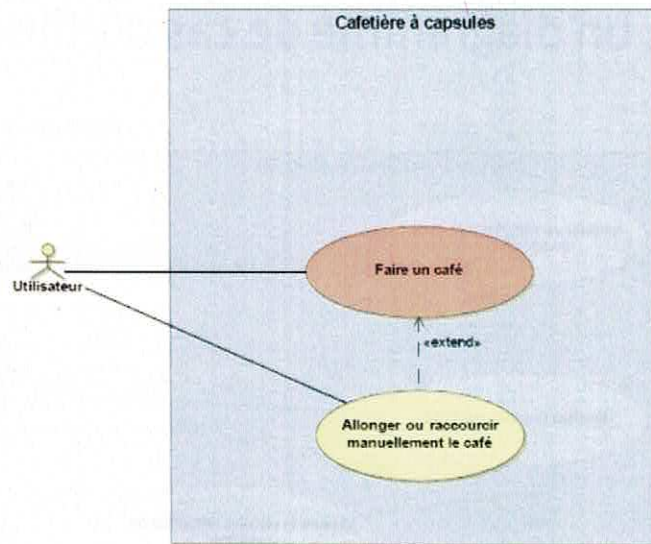 Cafetière à capsules
Faire un café
Utilisateur
«extend»
Allonger ou raccourcir
manuellement le café